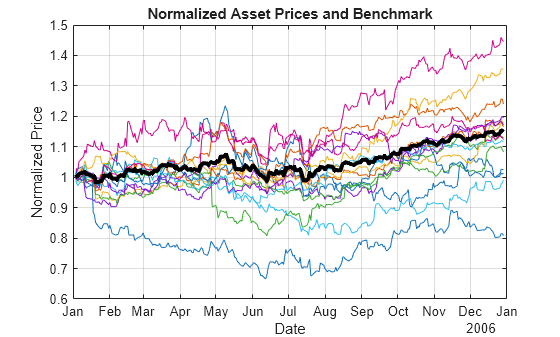 Normalized Asset Prices and Benchmark
1.5
1.4
1.3
1.2
1.1
1
0.9
0.8
0.7
0.6
Normalized Price
Jan Feb Mar Apr May Jun Jul Aug Sep Oct Nov Dec Jan
Date
2006